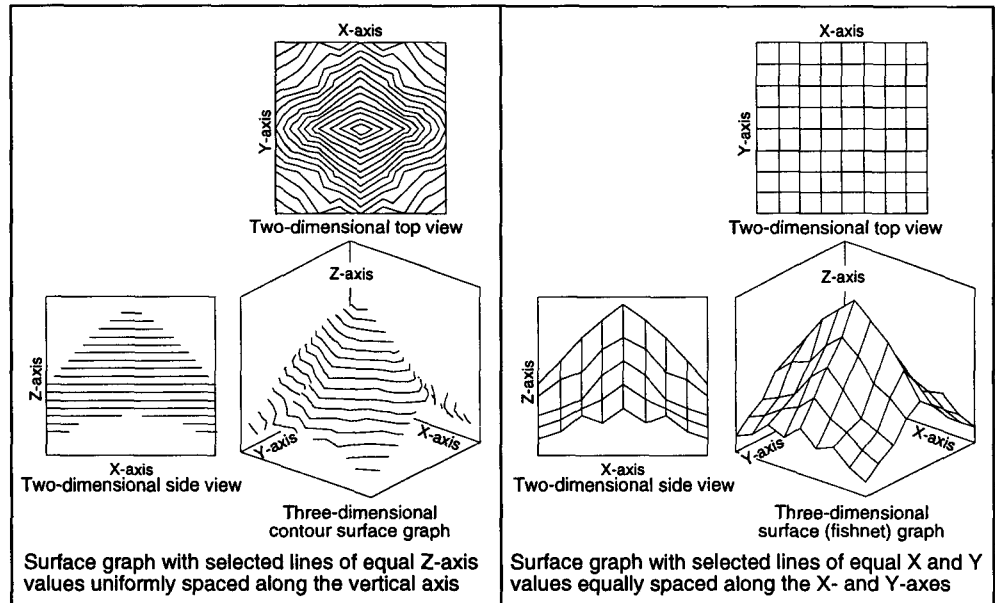 X-axis
Y-axis
Two-dimensional top view
Z-axis
Z-axis
X-axis
Two-dimensional side view
Y-axis
X-axis
Three-dimensional
contour surface graph
Surface graph with selected lines of equal Z-axis
values uniformly spaced along the vertical axis
X-axis
Y-axis
Two-dimensional top view
Z-axis
Z-axis
X-axis
Two-dimensional side view
Y-axis
X-axis
Three-dimensional
surface (fishnet) graph
Surface graph with selected lines of equal X and Y
values equally spaced along the X- and Y-axes